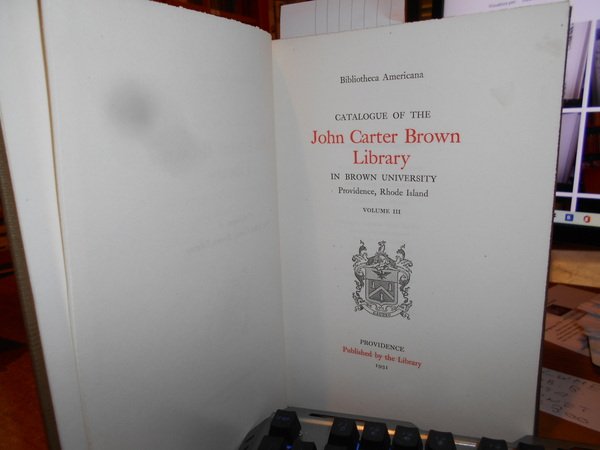 Bibliotheca Americana
CATALOGUE OF THE
John Carter Brown
Library
IN BROWN UNIVERSITY
Providence, Rhode Island
VOLUME III
PROVIDENCE
Published by the Library
1931